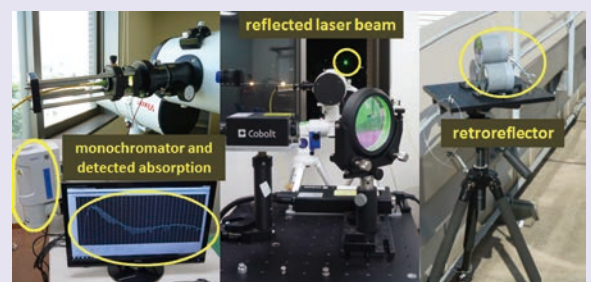 reflected laser beam
Cobolt
monochromator and
detected absorption
retroreflector